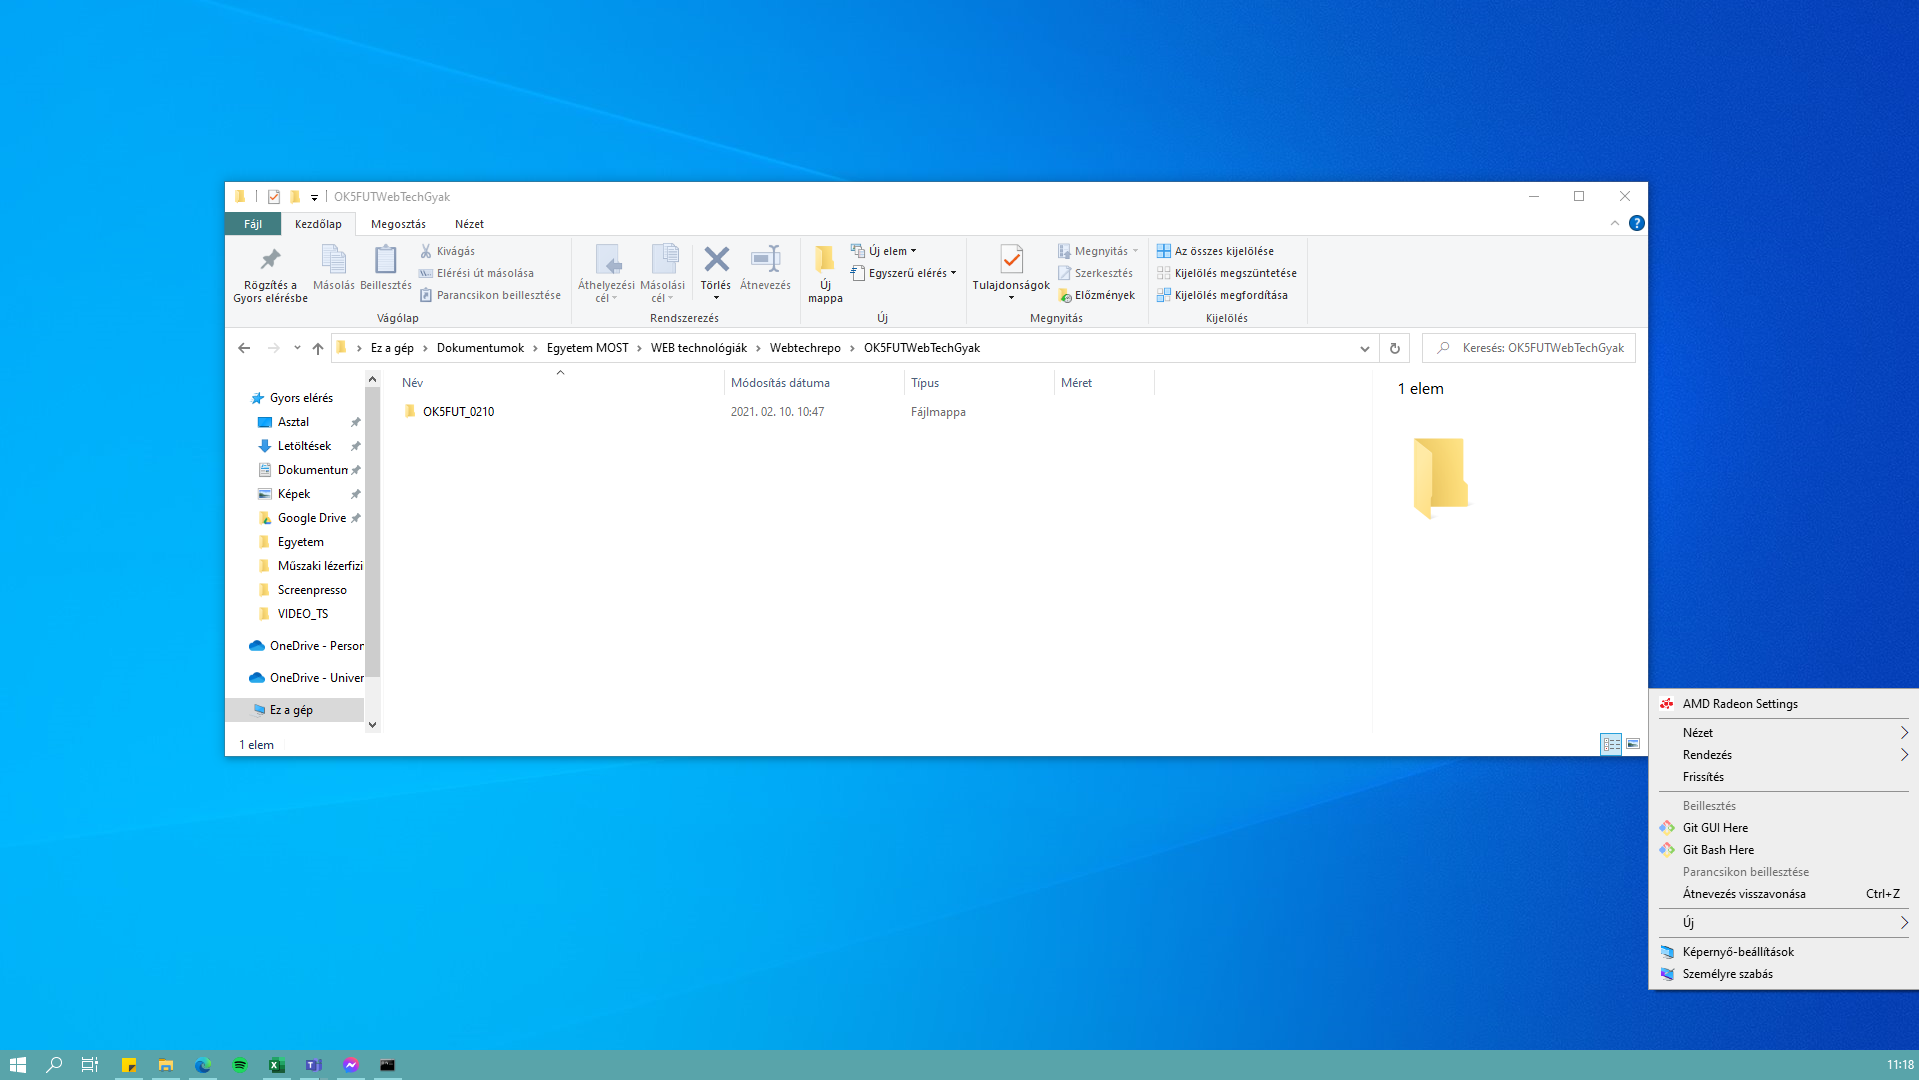 OK5FUTWebTechGyak
Fájl Kezdőlap Megosztás Nézet
Rögzítés a Gyors elérésbe
Másolás
Beillesztés
Kivágás
Elérési út másolása
Parancsikon beillesztése
Vágólap
Áthelyezési cél
Másolási cél
Törlés
Átnevezés
Rendszerezés
Új mappa
Új elem
Egyszerű elérés
Új
Tulajdonságok
Megnyitás
Szerkesztés
Előzmények
Megnyitás
Az összes kijelölése
Kijelölés megszüntetése
Kijelölés megfordítása
Kijelölés
Ez a gép > Dokumentumok > Egyetem MOST > WEB technológiák > Webtechrepo > OK5FUTWebTechGyak
Keresés: OK5FUTWebTechGyak
Gyors elérés
Asztal
Letöltések
Dokumentum
Képek
Google Drive
Egyetem
Műszaki lézerfizi
Screenpresso
VIDEO_TS
OneDrive - Person
OneDrive - Univer
Ez a gép
Név Módosítás dátuma Típus Méret
OK5FUT_0210 2021. 02. 10. 10:47 Fájlmappa
1 elem
1 elem
AMD Radeon Settings
Nézet
Rendezés
Frissítés
Beillesztés
Git GUI Here
Git Bash Here
Parancsikon beillesztése
Átnevezés visszavonása Ctrl+Z
Új
Képernyő-beállítások
Személyre szabás
11:18